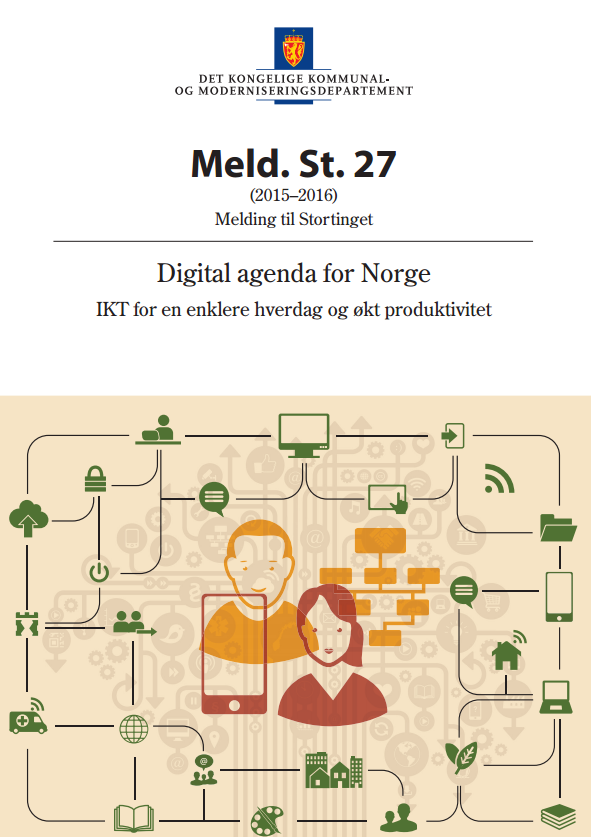 DET KONGELIGE KOMMUNAL-
OG MODERNISERINGSDEPARTEMENT
Meld. St. 27
(2015–2016)
Melding til Stortinget
Digital agenda for Norge
IKT for en enklere hverdag og økt produktivitet
@
@